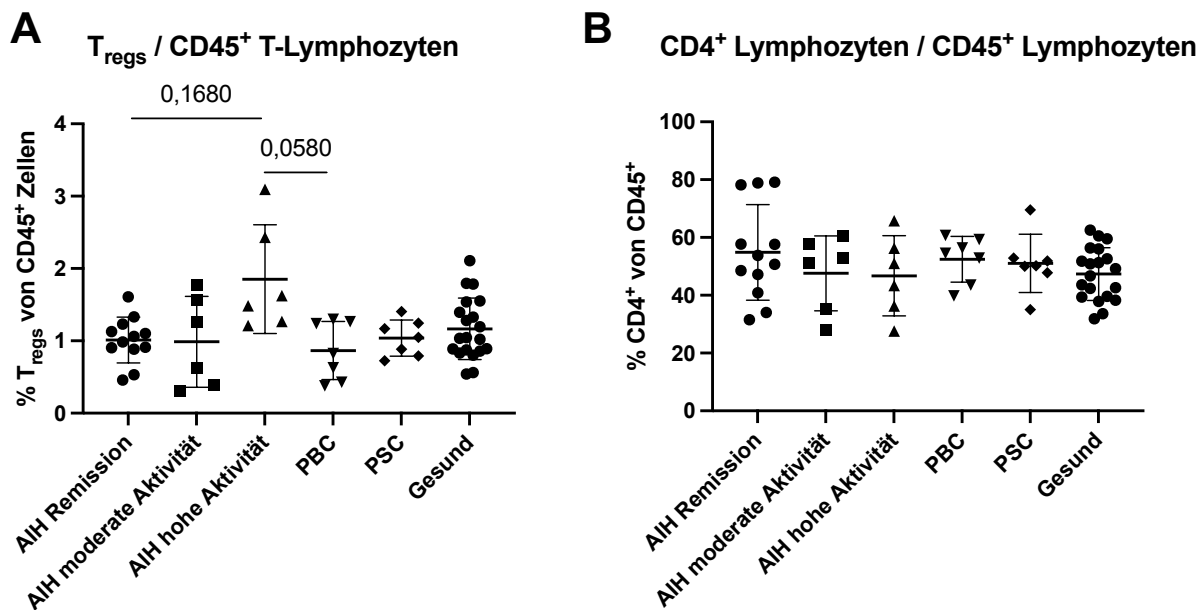 A
T_regs / CD45⁺ T-Lymphozyten
0,1680
0,0580
% T_regs von CD45⁺ Zellen
4
3
2
1
0
AIH Remission
AIH moderate Aktivität
AIH hohe Aktivität
PBC
PSC
Gesund
B
CD4⁺ Lymphozyten / CD45⁺ Lymphozyten
% CD4⁺ von CD45⁺
100
80
60
40
20
0
AIH Remission
AIH moderate Aktivität
AIH hohe Aktivität
PBC
PSC
Gesund